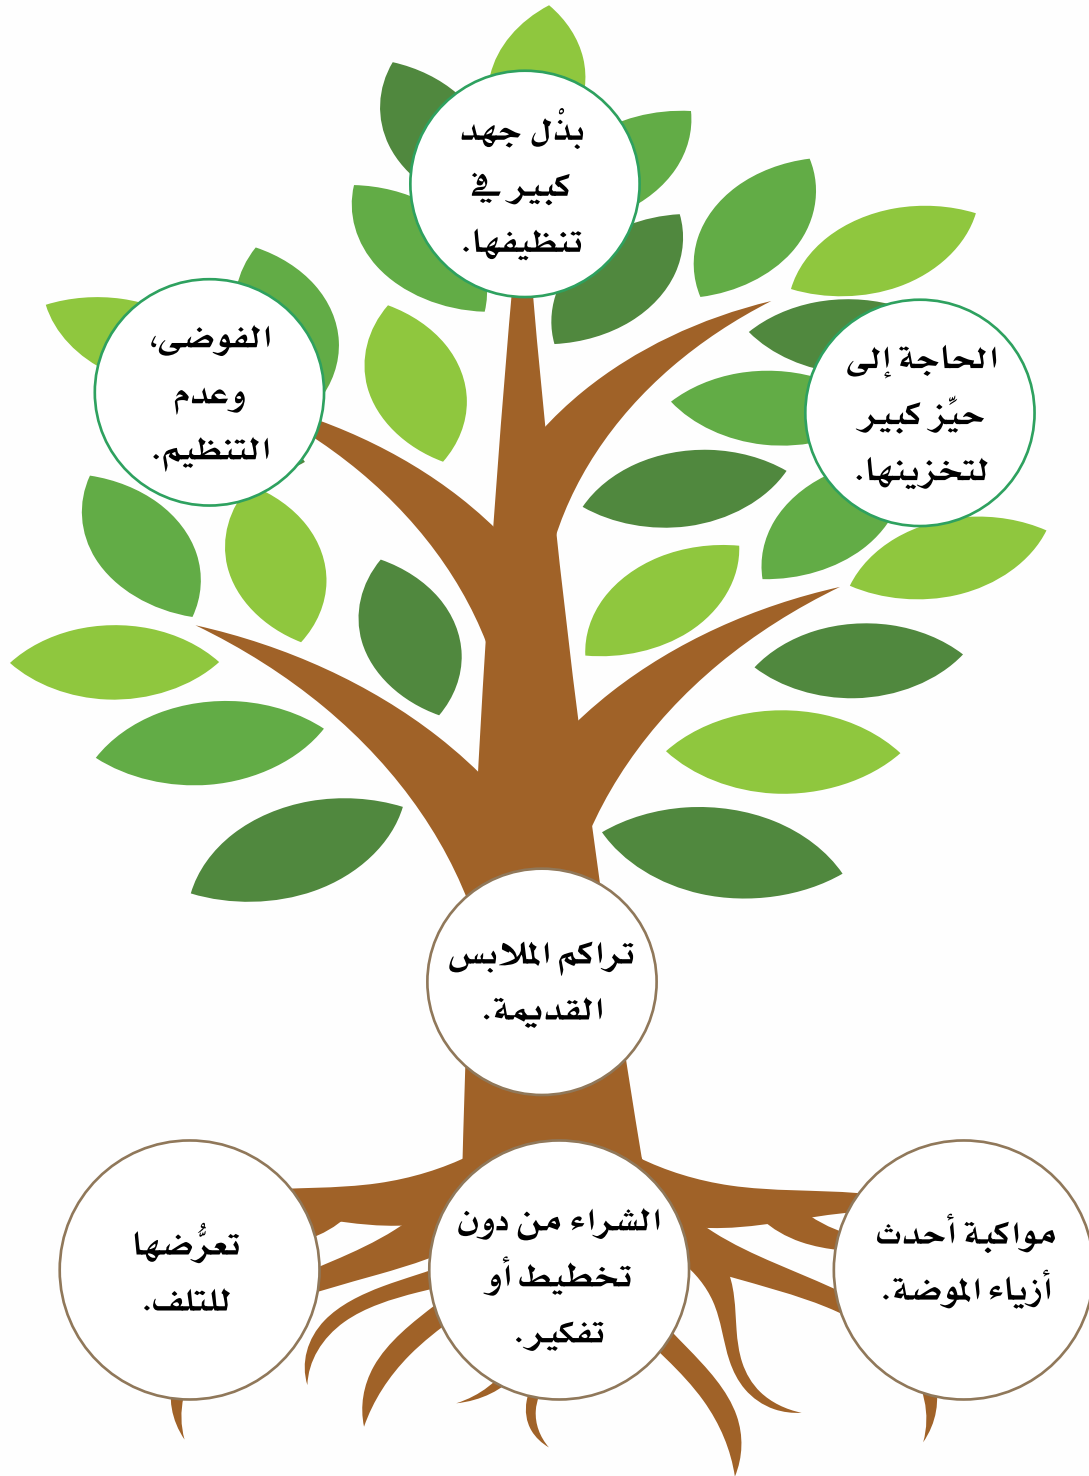 بذْل جهد
كبير في
تنظيفها.
الحاجة إلى
حيِّز كبير
لتخزينها.
الفوضى،
وعدم
التنظيم.
تراكم الملابس
القديمة.
مواكبة أحدث
أزياء الموضة.
الشراء من دون
تخطيط أو
تفكير.
تعرُّضها
للتلف.